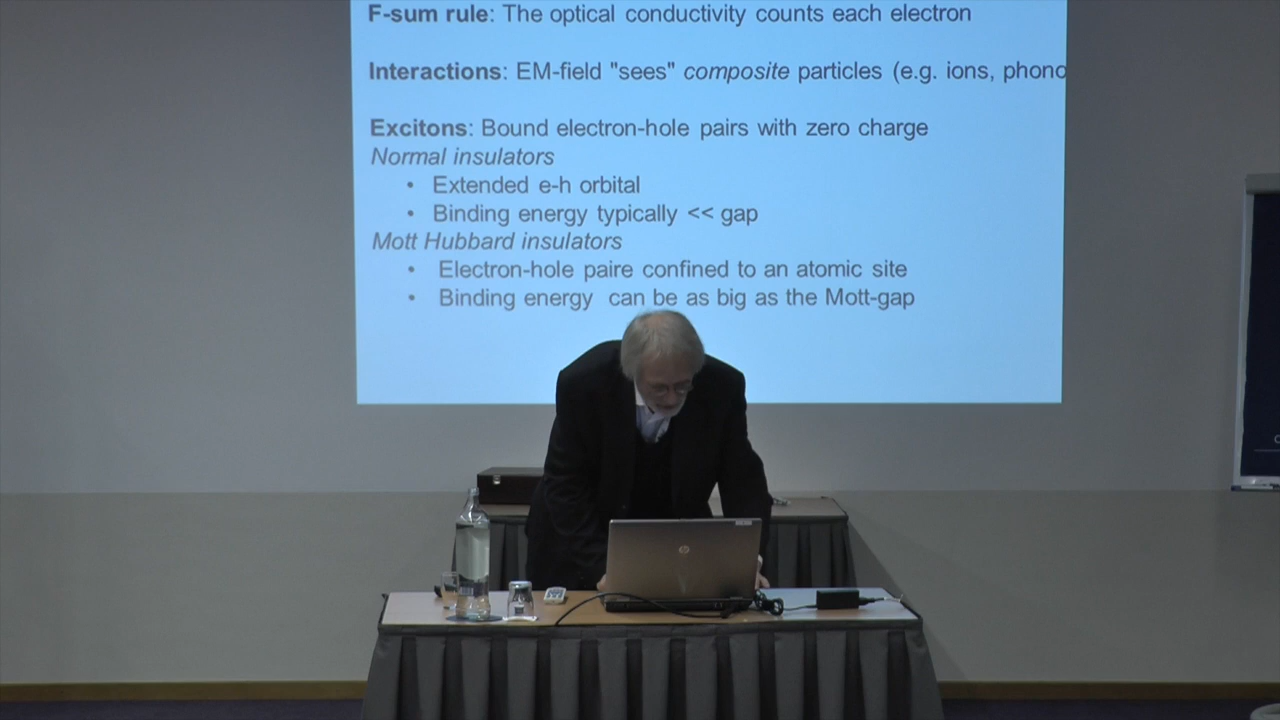 F-sum rule: The optical conductivity counts each electron
Interactions: EM-field "sees" composite particles (e.g. ions, phono
Excitons: Bound electron-hole pairs with zero charge
Normal insulators
• Extended e-h orbital
• Binding energy typically << gap
Mott Hubbard insulators
• Electron-hole paire confined to an atomic site
• Binding energy can be as big as the Mott-gap
hp